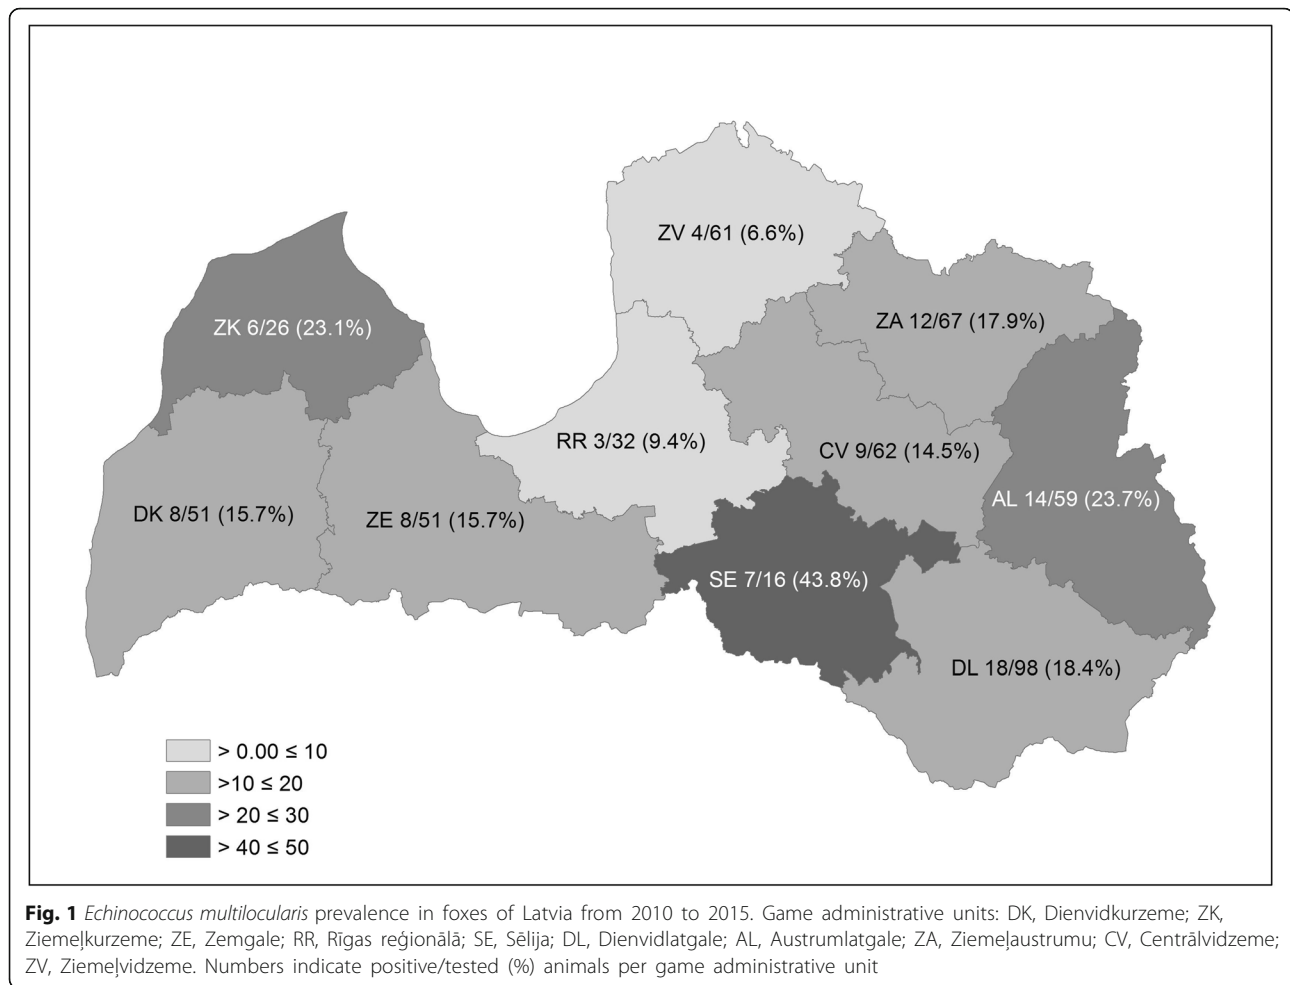 ZV 4/61 (6.6%)
ZK 6/26 (23.1%)
ZA 12/67 (17.9%)
RR 3/32 (9.4%)
CV 9/62 (14.5%)
AL 14/59 (23.7%)
DK 8/51 (15.7%)
ZE 8/51 (15.7%)
SE 7/16 (43.8%)
DL 18/98 (18.4%)
> 0.00 ≤ 10
>10 ≤ 20
> 20 ≤ 30
> 40 ≤ 50
Fig. 1 Echinococcus multilocularis prevalence in foxes of Latvia from 2010 to 2015. Game administrative units: DK, Dienvidkurzeme; ZK,
Ziemeļkurzeme; ZE, Zemgale; RR, Rīgas reģionālā; SE, Sēlija; DL, Dienvidlatgale; AL, Austrumlatgale; ZA, Ziemeļaustrumu; CV, Centrālvidzeme;
ZV, Ziemeļvidzeme. Numbers indicate positive/tested (%) animals per game administrative unit